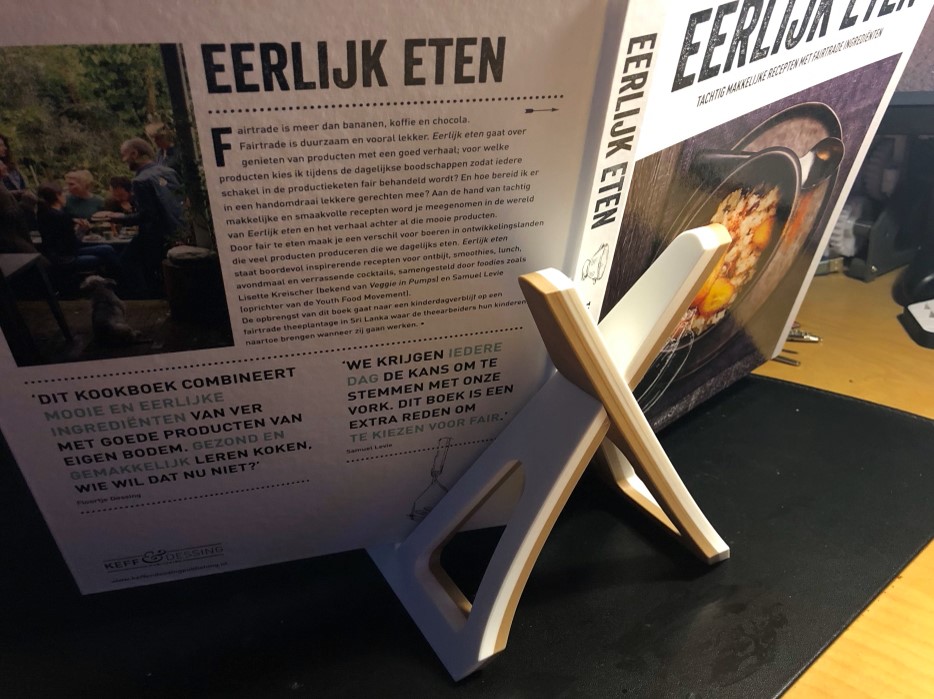 EERLIJK ETEN
Fairtrade is meer dan bananen, koffie en chocola.
Fairtrade is duurzaam en vooral lekker. Eerlijk eten gaat over
genieten van producten met een goed verhaal; voor welke
producten kies ik tijdens de dagelijkse boodschappen zodat iedere
schakel in de productieketen fair behandeld wordt? En hoe bereid ik er
in een handomdraai lekkere gerechten mee? Aan de hand van tachtig
makkelijke en smaakvolle recepten word je meegenomen in de wereld
van Eerlijk eten en het verhaal achter al die mooie producten.
Door fair te eten maak je een verschil voor boeren in ontwikkelingslanden
die veel producten produceren die we dagelijks eten. Eerlijk eten
staat boordevol inspirerende recepten voor ontbijt, smoothies, lunch,
avondmaal en verrassende cocktails, samengesteld door foodies zoals
Lisette Kreischer (bekend van Veggie in Pumps) en Samuel Levie
(oprichter van de Youth Food Movement).
De opbrengst van dit boek gaat naar een kinderdagverblijf op een
fairtrade theeplantage in Sri Lanka waar de theearbeiders hun kinderen
naartoe brengen wanneer zij gaan werken.
'DIT KOOKBOEK COMBINEERT
MOOIE EN EERLIJKE
INGREDIËNTEN VAN VER
MET GOEDE PRODUCTEN VAN
EIGEN BODEM. GEZOND EN
GEMAKKELIJK LEREN KOKEN,
WIE WIL DAT NU NIET?'
'WE KRIJGEN IEDERE
DAG DE KANS OM TE
STEMMEN MET ONZE
VORK. DIT BOEK IS EEN
EXTRA REDEN OM
TE KIEZEN VOOR FAIR.'
Samuel Levie
KEFF & DESSING
EERLIJK ETEN
EERLIJK ETEN
TACHTIG MAKKELIJKE RECEPTEN MET FAIRTRADE INGREDIËNTEN